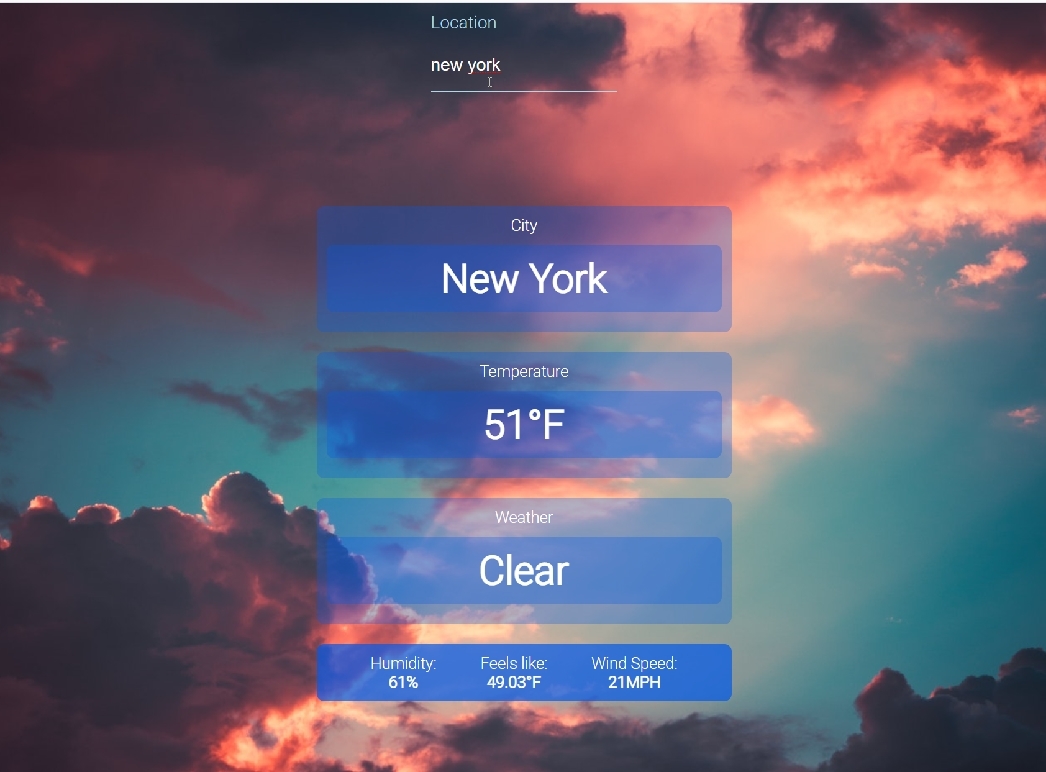 Location
new york
City
New York
Temperature
51°F
Weather
Clear
Humidity: Feels like: Wind Speed:
61% 49.03°F 21MPH